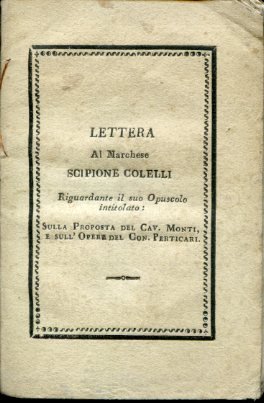 LETTERA
Al Marchese
SCIPIONE COLELLI
Riguardante il suo Opuscolo
intitolato:
SULLA PROPOSTA DEL CAV. MONTI,
E SULL' OPERE DEL CON. PERTICARI.